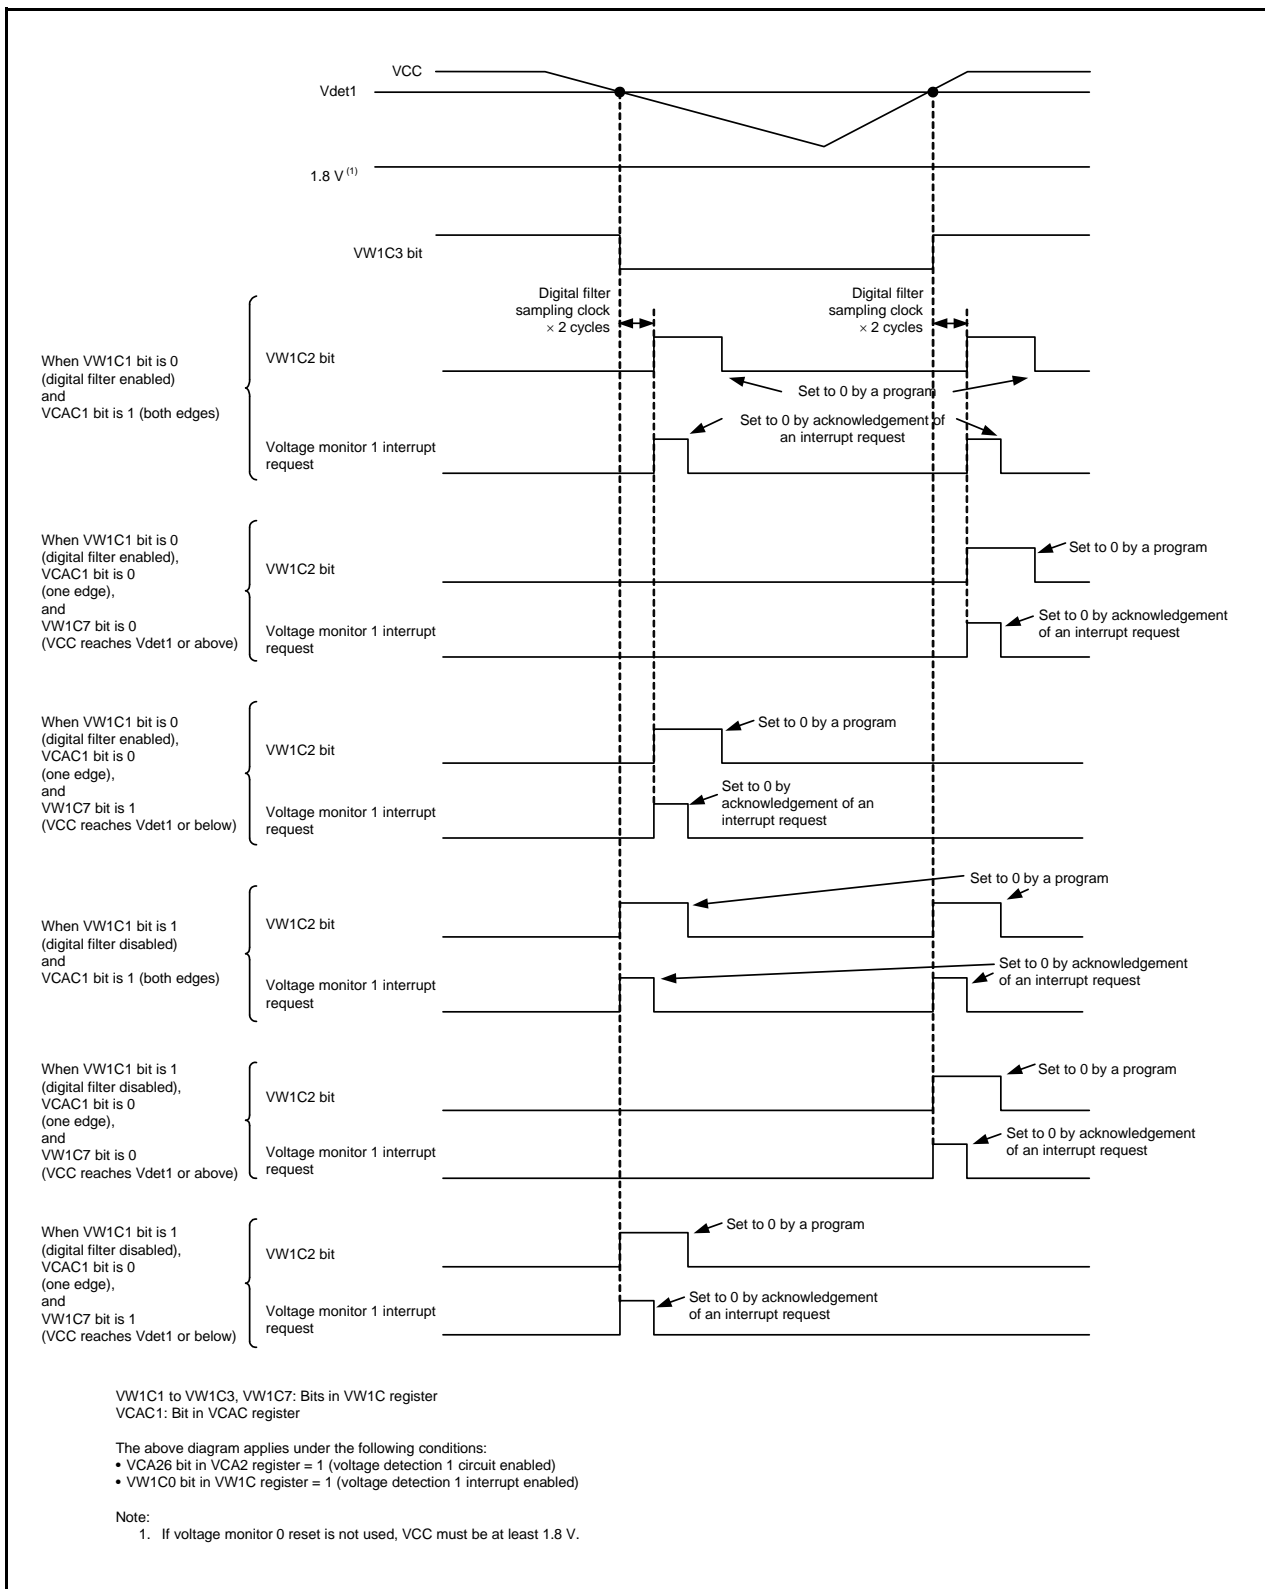 VCC
Vdet1
1.8 V (1)
VW1C3 bit
Digital filter
sampling clock
× 2 cycles
Digital filter
sampling clock
× 2 cycles
When VW1C1 bit is 0
(digital filter enabled)
and
VCAC1 bit is 1 (both edges)
VW1C2 bit
Set to 0 by a program
Set to 0 by acknowledgement of
an interrupt request
Voltage monitor 1 interrupt
request
When VW1C1 bit is 0
(digital filter enabled),
VCAC1 bit is 0
(one edge),
and
VW1C7 bit is 0
(VCC reaches Vdet1 or above)
VW1C2 bit
Set to 0 by a program
Voltage monitor 1 interrupt
request
Set to 0 by acknowledgement
of an interrupt request
When VW1C1 bit is 0
(digital filter enabled),
VCAC1 bit is 0
(one edge),
and
VW1C7 bit is 1
(VCC reaches Vdet1 or below)
VW1C2 bit
Set to 0 by a program
Voltage monitor 1 interrupt
request
Set to 0 by
acknowledgement of an
interrupt request
When VW1C1 bit is 1
(digital filter disabled)
and
VCAC1 bit is 1 (both edges)
VW1C2 bit
Set to 0 by a program
Voltage monitor 1 interrupt
request
Set to 0 by acknowledgement
of an interrupt request
When VW1C1 bit is 1
(digital filter disabled),
VCAC1 bit is 0
(one edge),
and
VW1C7 bit is 0
(VCC reaches Vdet1 or above)
VW1C2 bit
Set to 0 by a program
Voltage monitor 1 interrupt
request
Set to 0 by acknowledgement
of an interrupt request
When VW1C1 bit is 1
(digital filter disabled),
VCAC1 bit is 0
(one edge),
and
VW1C7 bit is 1
(VCC reaches Vdet1 or below)
VW1C2 bit
Set to 0 by a program
Voltage monitor 1 interrupt
request
Set to 0 by acknowledgement
of an interrupt request
VW1C1 to VW1C3, VW1C7: Bits in VW1C register
VCAC1: Bit in VCAC register
The above diagram applies under the following conditions:
• VCA26 bit in VCA2 register = 1 (voltage detection 1 circuit enabled)
• VW1C0 bit in VW1C register = 1 (voltage detection 1 interrupt enabled)
Note:
1. If voltage monitor 0 reset is not used, VCC must be at least 1.8 V.